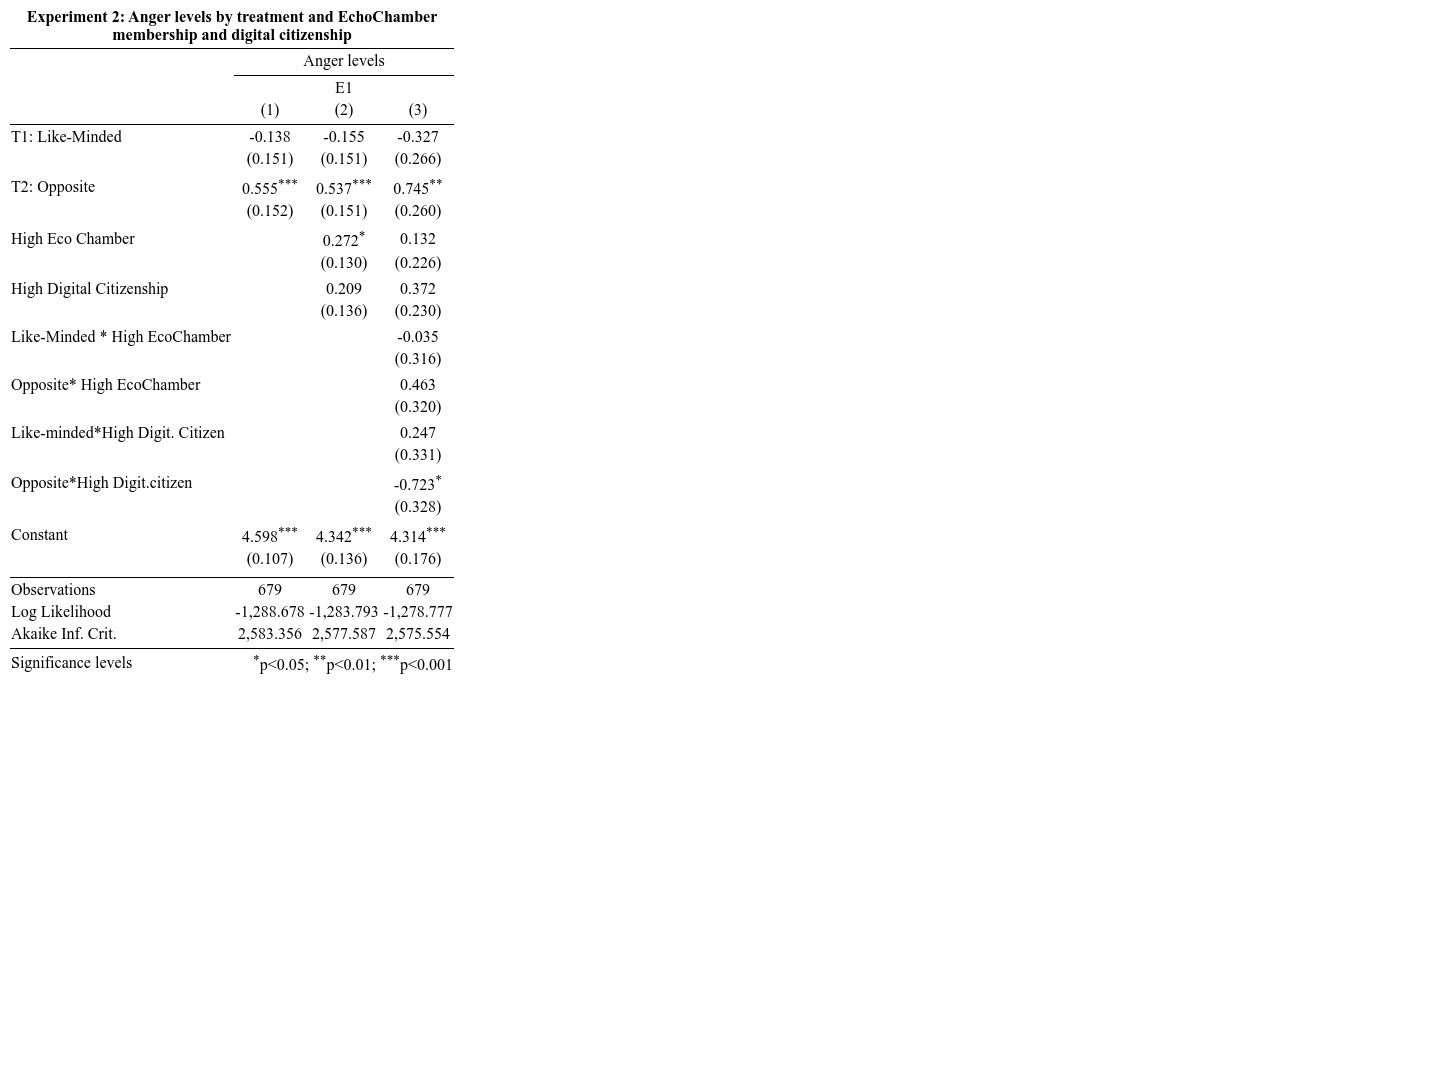 Experiment 2: Anger levels by treatment and EchoChamber
membership and digital citizenship
Anger levels
E1
(1) (2) (3)
T1: Like-Minded -0.138 -0.155 -0.327
(0.151) (0.151) (0.266)
T2: Opposite 0.555*** 0.537*** 0.745**
(0.152) (0.151) (0.260)
High Eco Chamber 0.272* 0.132
(0.130) (0.226)
High Digital Citizenship 0.209 0.372
(0.136) (0.230)
Like-Minded * High EcoChamber -0.035
(0.316)
Opposite* High EcoChamber 0.463
(0.320)
Like-minded*High Digit. Citizen 0.247
(0.331)
Opposite*High Digit.citizen -0.723*
(0.328)
Constant 4.598*** 4.342*** 4.314***
(0.107) (0.136) (0.176)
Observations 679 679 679
Log Likelihood -1,288.678 -1,283.793 -1,278.777
Akaike Inf. Crit. 2,583.356 2,577.587 2,575.554
Significance levels *p<0.05; **p<0.01; ***p<0.001